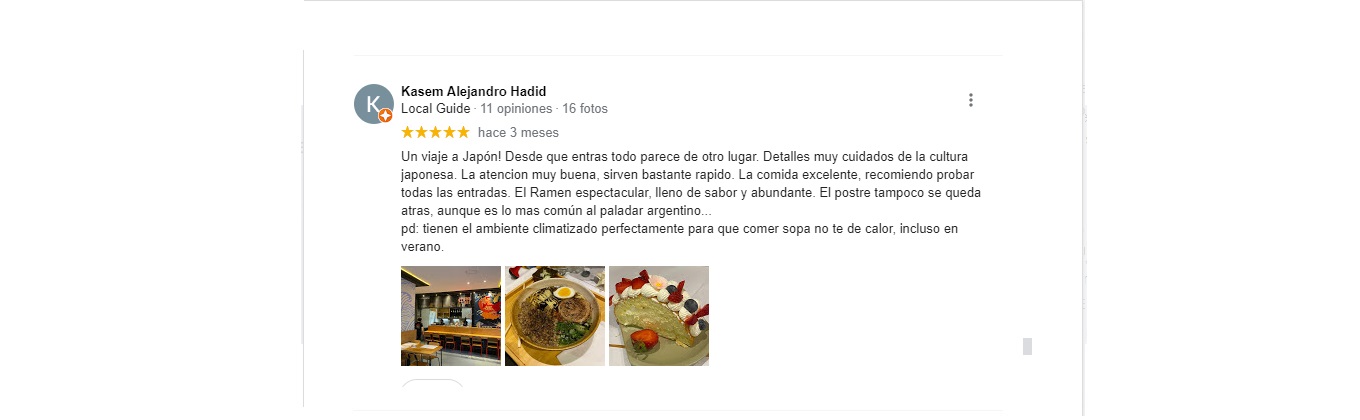 K
Kasem Alejandro Hadid
Local Guide · 11 opiniones · 16 fotos
hace 3 meses
Un viaje a Japón! Desde que entras todo parece de otro lugar. Detalles muy cuidados de la cultura
japonesa. La atencion muy buena, sirven bastante rapido. La comida excelente, recomiendo probar
todas las entradas. El Ramen espectacular, lleno de sabor y abundante. El postre tampoco se queda
atras, aunque es lo mas común al paladar argentino...
pd: tienen el ambiente climatizado perfectamente para que comer sopa no te de calor, incluso en
verano.